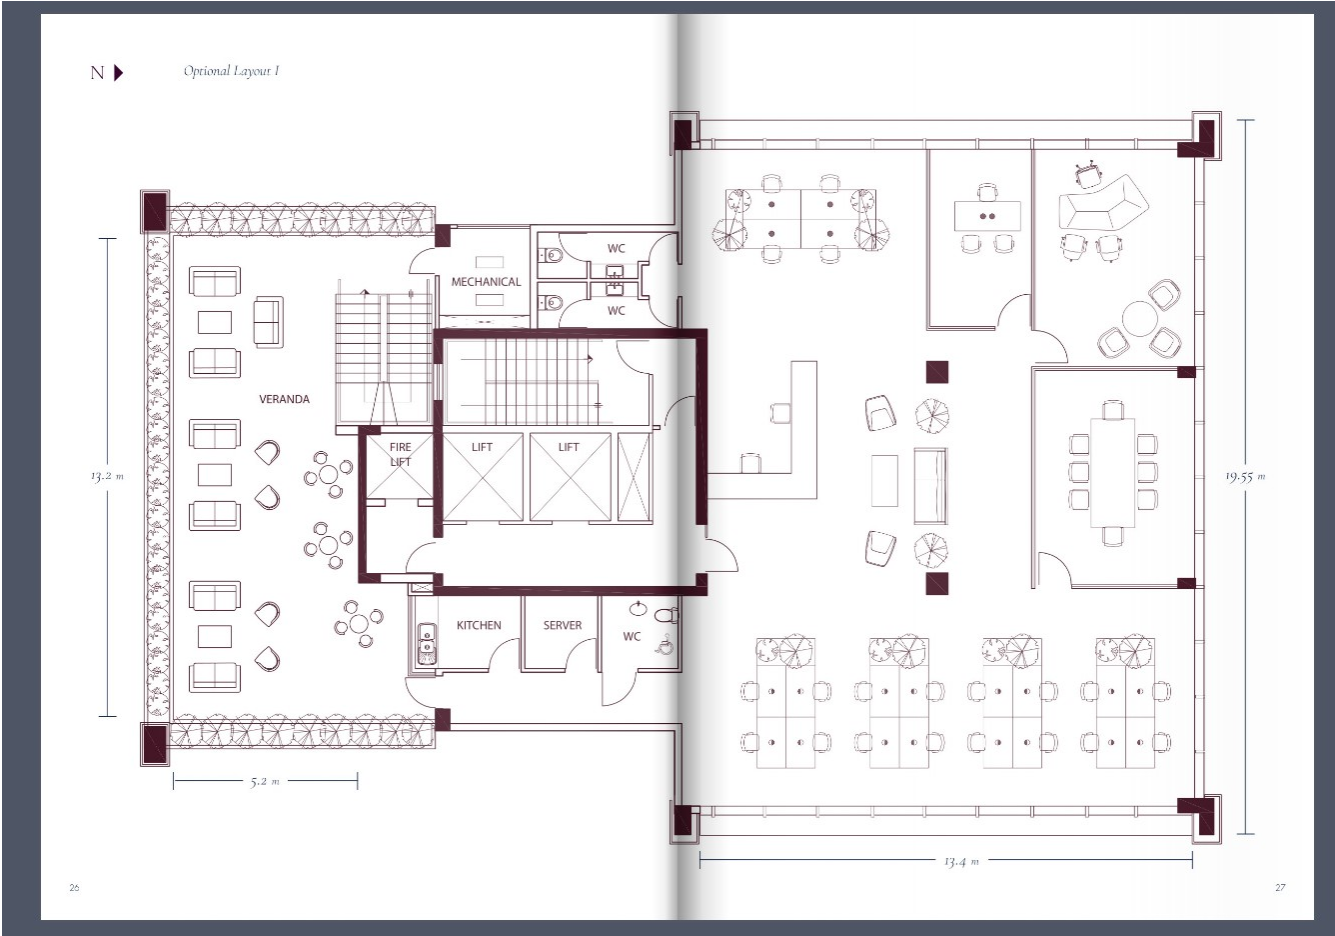 N
Optional Layout I
WC
MECHANICAL
WC
VERANDA
FIRE
LIFT
LIFT
LIFT
13.2 m
19.55 m
KITCHEN
SERVER
WC
5.2 m
13.4 m
26
27